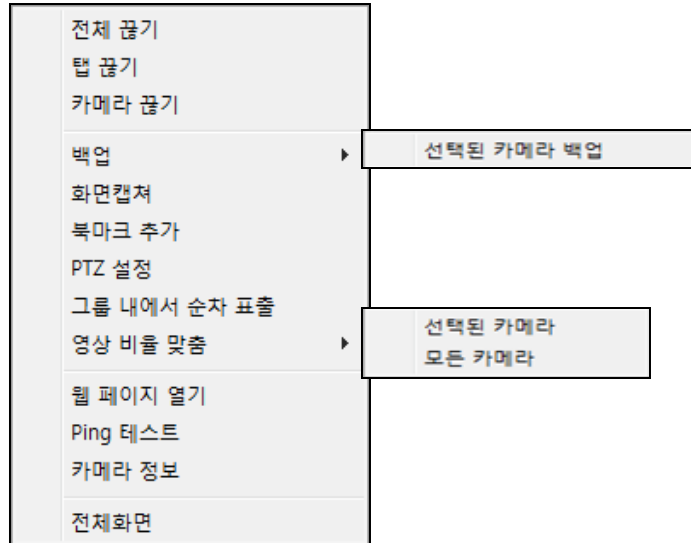 전체 끊기
탭 끊기
카메라 끊기
백업
선택된 카메라 백업
화면캡쳐
북마크 추가
PTZ 설정
그룹 내에서 순차 표출
영상 비율 맞춤
선택된 카메라
모든 카메라
웹 페이지 열기
Ping 테스트
카메라 정보
전체화면